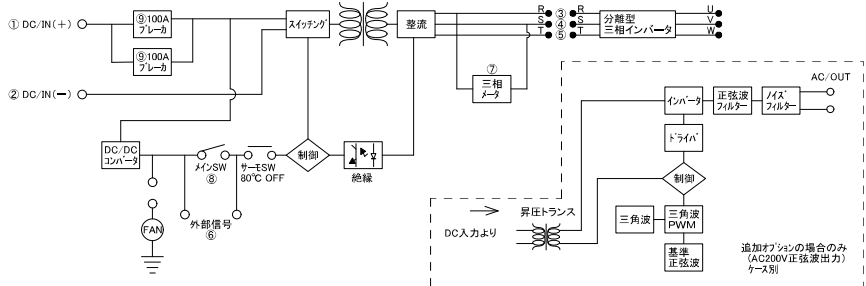 ① DC/IN(+)
⑨100A
ブレーカ
⑨100A
ブレーカ
スイッチング
整流
R ③ R
S ④ S
T ⑤ T
分離型
三相インバータ
U
V
W
② DC/IN(ー)
⑦
三相
メータ
DC/DC
コンバータ
メインSW
⑧
サーモSW
80℃ OFF
制御
絶縁
外部信号
⑥
FAN
AC/OUT
インバータ
正弦波
フィルター
ノイズ
フィルター
ドライバ
制御
昇圧トランス
DC入力より
三角波
三角波
PWM
基準
正弦波
追加オプションの場合のみ
(AC200V正弦波出力)
ケース別